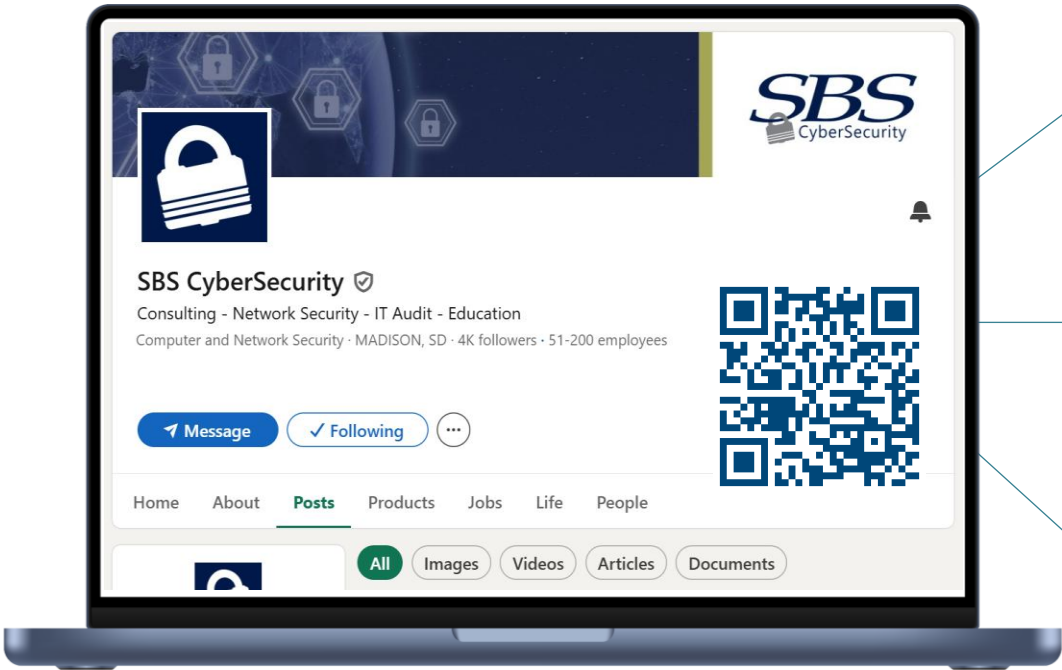 SBS
CyberSecurity
SBS CyberSecurity
Consulting - Network Security - IT Audit - Education
Computer and Network Security · MADISON, SD · 4K followers · 51-200 employees
Message
Following
Home About Posts Products Jobs Life People
All Images Videos Articles Documents